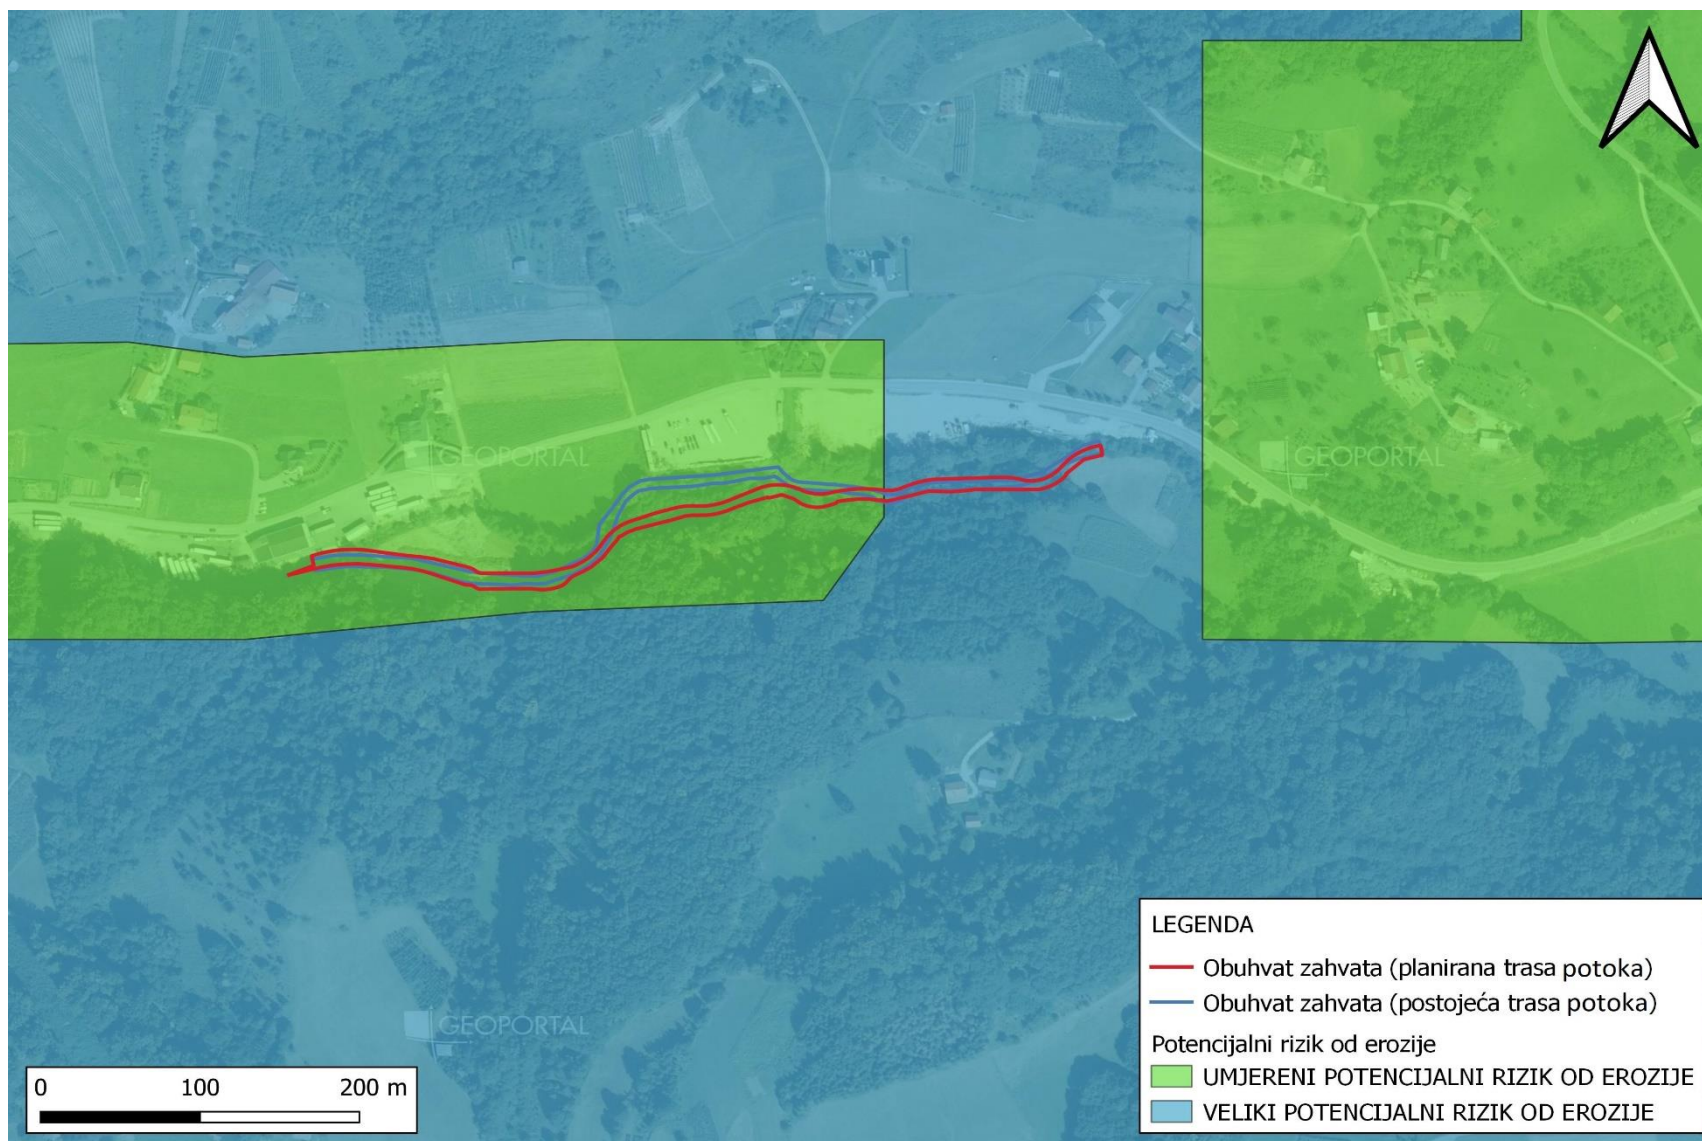 GEOPORTAL
GEOPORTAL
GEOPORTAL
LEGENDA
Obuhvat zahvata (planirana trasa potoka)
Obuhvat zahvata (postojeća trasa potoka)
Potencijalni rizik od erozije
UMJERENI POTENCIJALNI RIZIK OD EROZIJE
VELIKI POTENCIJALNI RIZIK OD EROZIJE
0 100 200 m